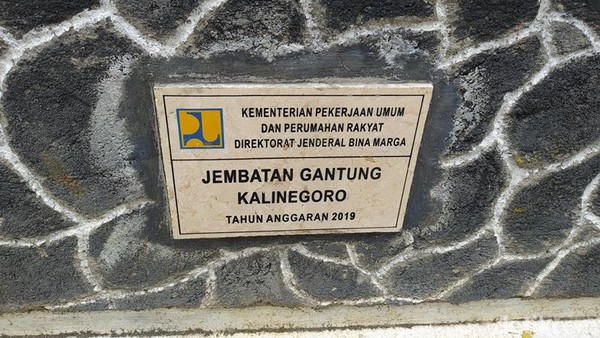 KEMENTERIAN PEKERJAAN UMUM
DAN PERUMAHAN RAKYAT
DIREKTORAT JENDERAL BINA MARGA
JEMBATAN GANTUNG
KALINEGORO
TAHUN ANGGARAN 2019